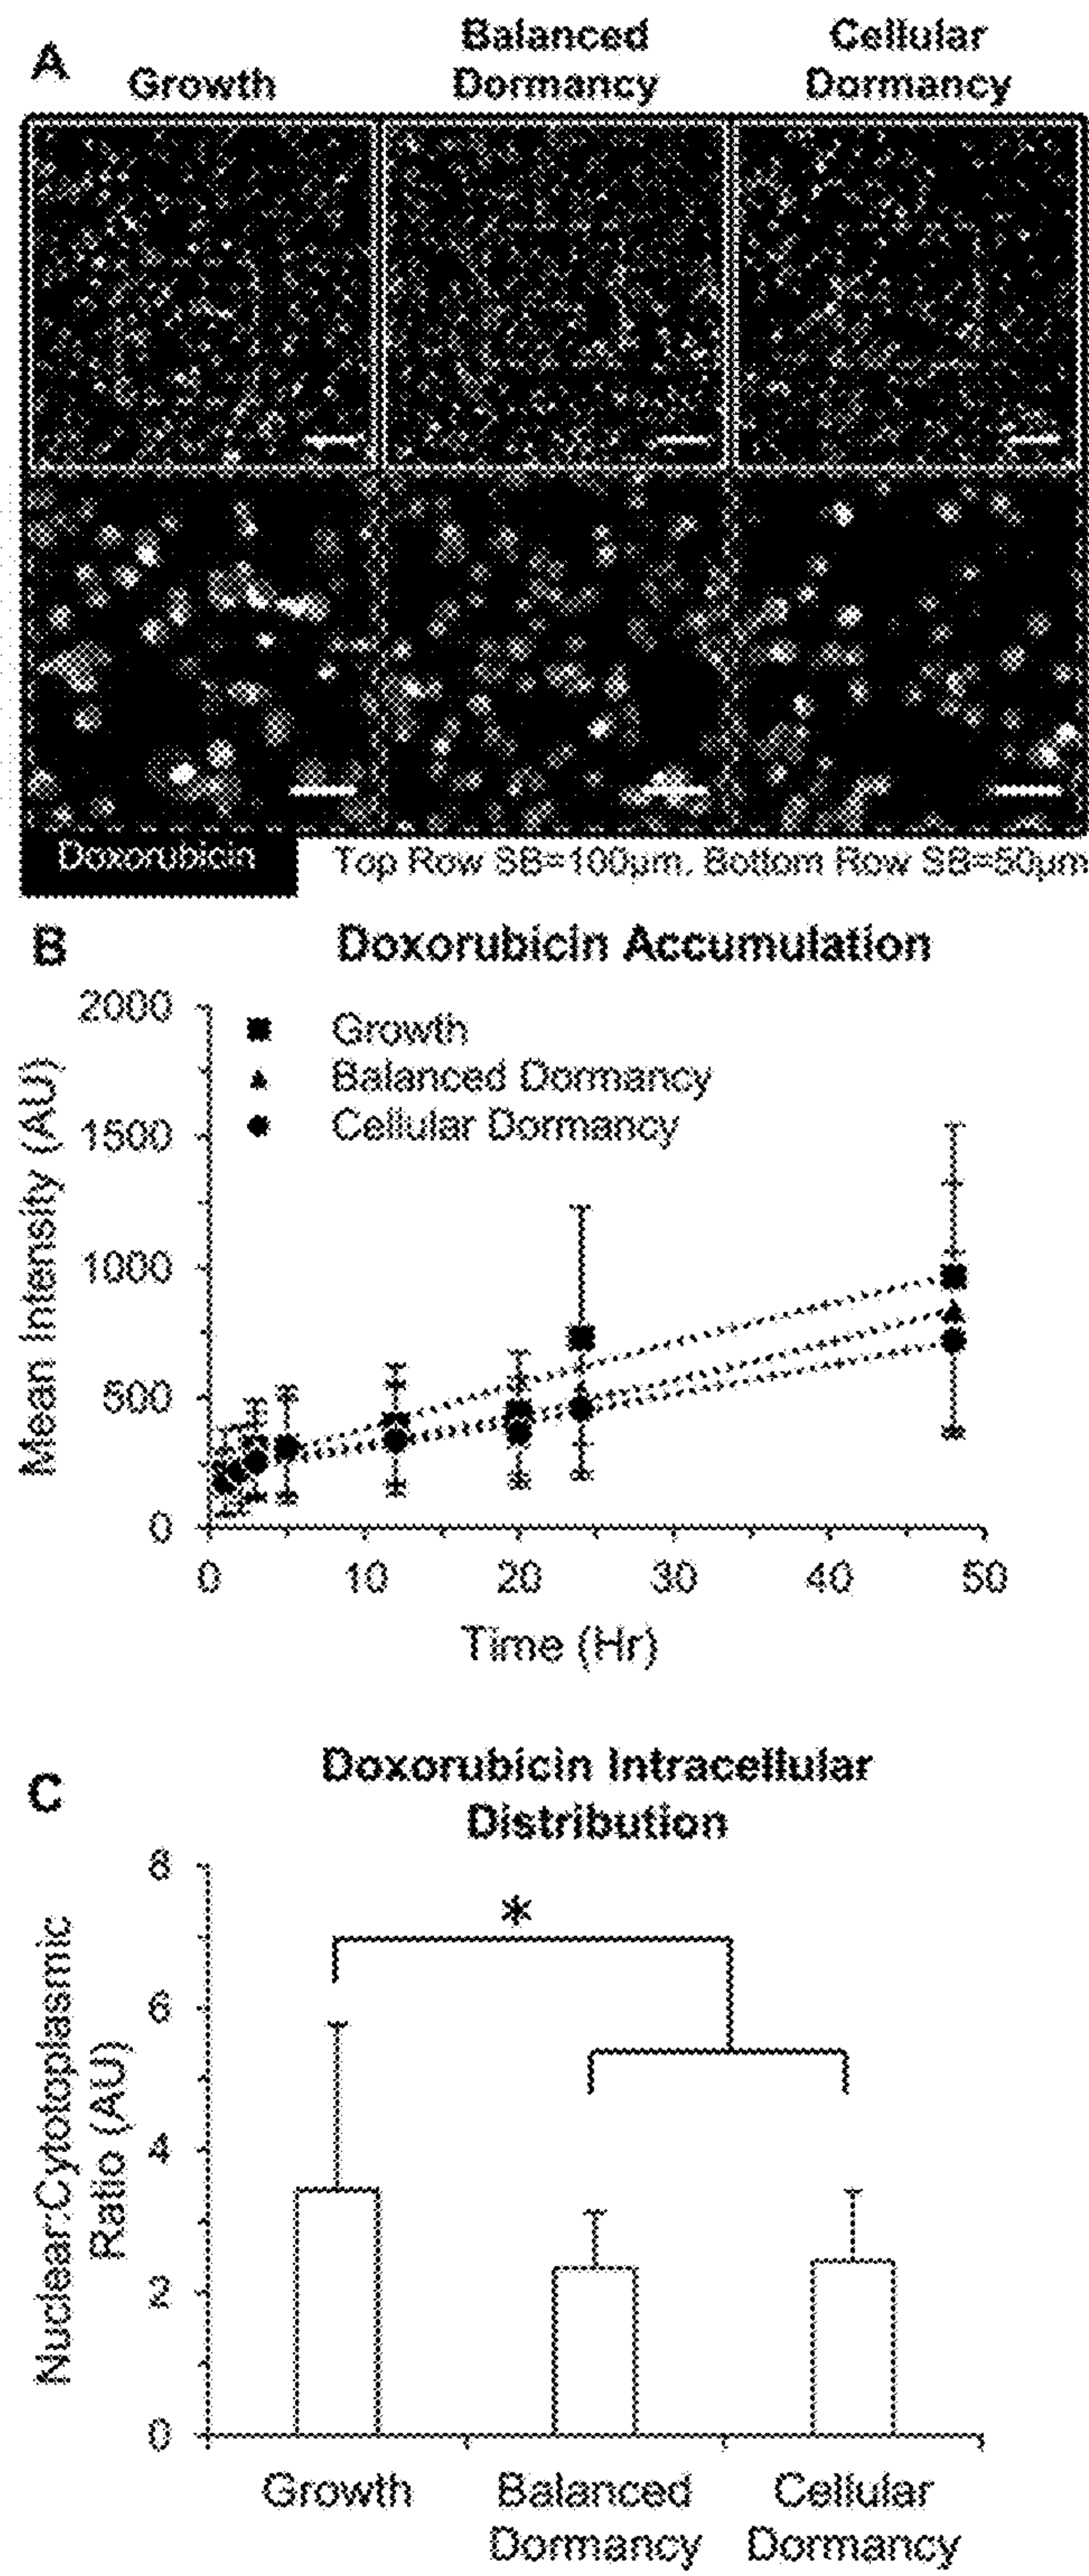 A
Growth
Balanced
Dormancy
Cellular
Dormancy
Doxorubicin
Top Row SB=100μm. Bottom Row SB=50μm
B
Doxorubicin Accumulation
Mean Intensity (AU)
2000
1500
1000
500
0
Growth
Balanced Dormancy
Cellular Dormancy
0 10 20 30 40 50
Time (Hr)
C
Doxorubicin Intracellular
Distribution
Nuclear:Cytoplasmic
Ratio (AU)
8
6
4
2
0
*
Growth
Balanced
Dormancy
Cellular
Dormancy